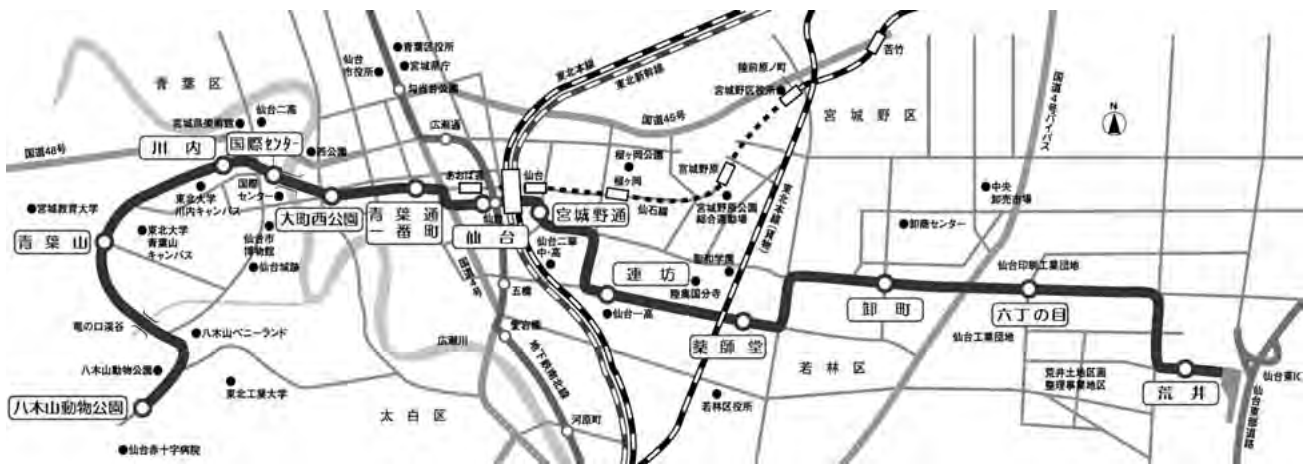 青葉区役所
宮城県庁
仙台
市役所
勾当台公園
青葉区
仙台二高
宮城県美術館
国道48号
川内
国際センター
西公園
広瀬通
東北本線
東北新幹線
国道45号
陸前原ノ町
宮城野区役所
苦竹
宮城野区
国道4号バイパス
N
榴ヶ岡公園
榴ヶ岡
宮城野原
仙石線
宮城野原公園
総合運動場
東北本線(貨物)
中央
卸売市場
卸商センター
あおば通
仙台
仙台
宮城教育大学
東北大学
川内キャンパス
国際
センター
大町西公園
青葉通
一番町
仙台
宮城野通
仙台二華
中・高
青葉山
東北大学
青葉山
キャンパス
仙台市
博物館
仙台城跡
国道4号
五橋
連坊
聖和学園
陸奥国分寺
仙台一高
薬師堂
卸町
仙台印刷工業団地
六丁の目
仙台工業団地
竜の口渓谷
八木山ベニーランド
広瀬川
愛宕橋
地下鉄南北線
八木山動物公園
東北工業大学
八木山動物公園
太白区
河原町
若林区
若林区役所
荒井土地区画
整理事業地区
荒井
仙台東IC
仙台東部道路
仙台赤十字病院